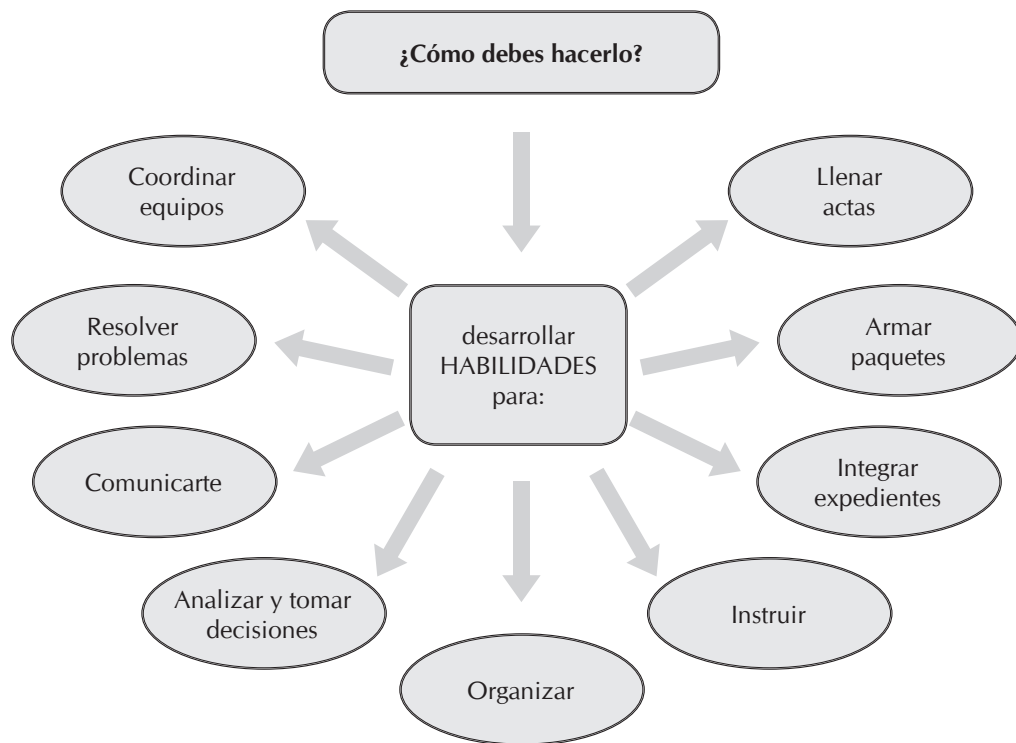 ¿Cómo debes hacerlo?
Coordinar
equipos
Llenar
actas
Resolver
problemas
desarrollar
HABILIDADES
para:
Armar
paquetes
Comunicarte
Integrar
expedientes
Analizar y tomar
decisiones
Instruir
Organizar